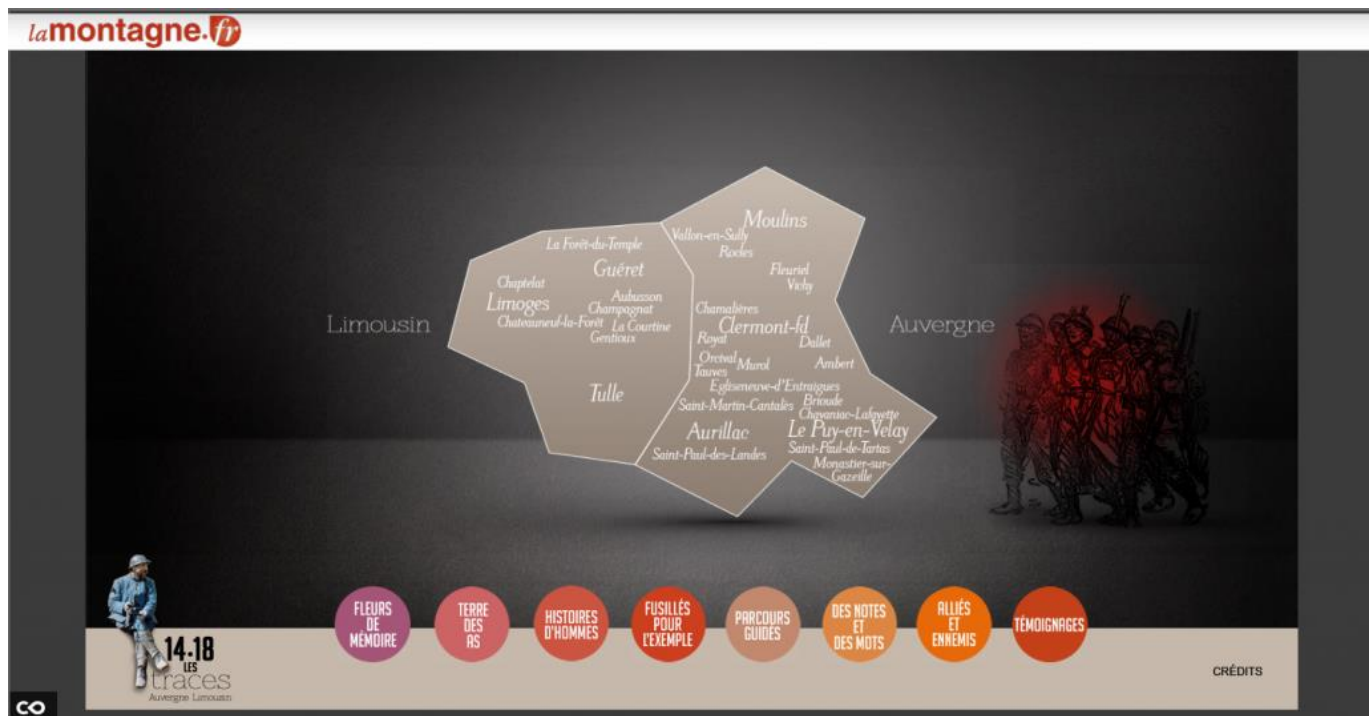 lamontagne.fr
Moulins
Vallon-en-Sully
Rocles
La Forêt-du-Temple
Guéret
Fleuriel
Vichy
Chaptelat
Limoges
Aubusson
Champagnat
Chateauneuf-la-Forêt
La Courtine
Gentioux
Limousin
Chamalières
Clermont-fd
Royat
Dallet
Auvergne
Orcival
Murol
Ambert
Tauves
Egliseneuve-d'Entraigues
Tulle
Saint-Martin-Cantalès
Brioude
Chavaniac-Lafayette
Aurillac
Le Puy-en-Velay
Saint-Paul-des-Landes
Saint-Paul-de-Tartas
Monastier-sur-
Gazeille
FLEURS
DE
MÉMOIRE
TERRE
DES
AS
HISTOIRES
D'HOMMES
FUSILLÉS
POUR
L'EXEMPLE
PARCOURS
GUIDÉS
DES NOTES
ET
DES MOTS
ALLIÉS
ET
ENNEMIS
TÉMOIGNAGES
14·18
LES
traces
Auvergne Limousin
CRÉDITS